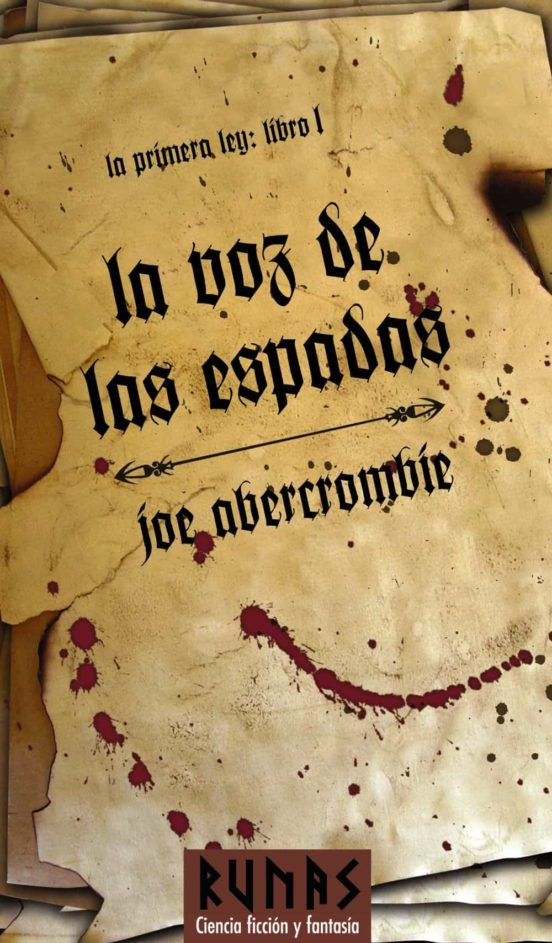 la primera ley: libro I
la voz de
las espadas
joe abercrombie
RUNAS
Ciencia ficción y fantasía